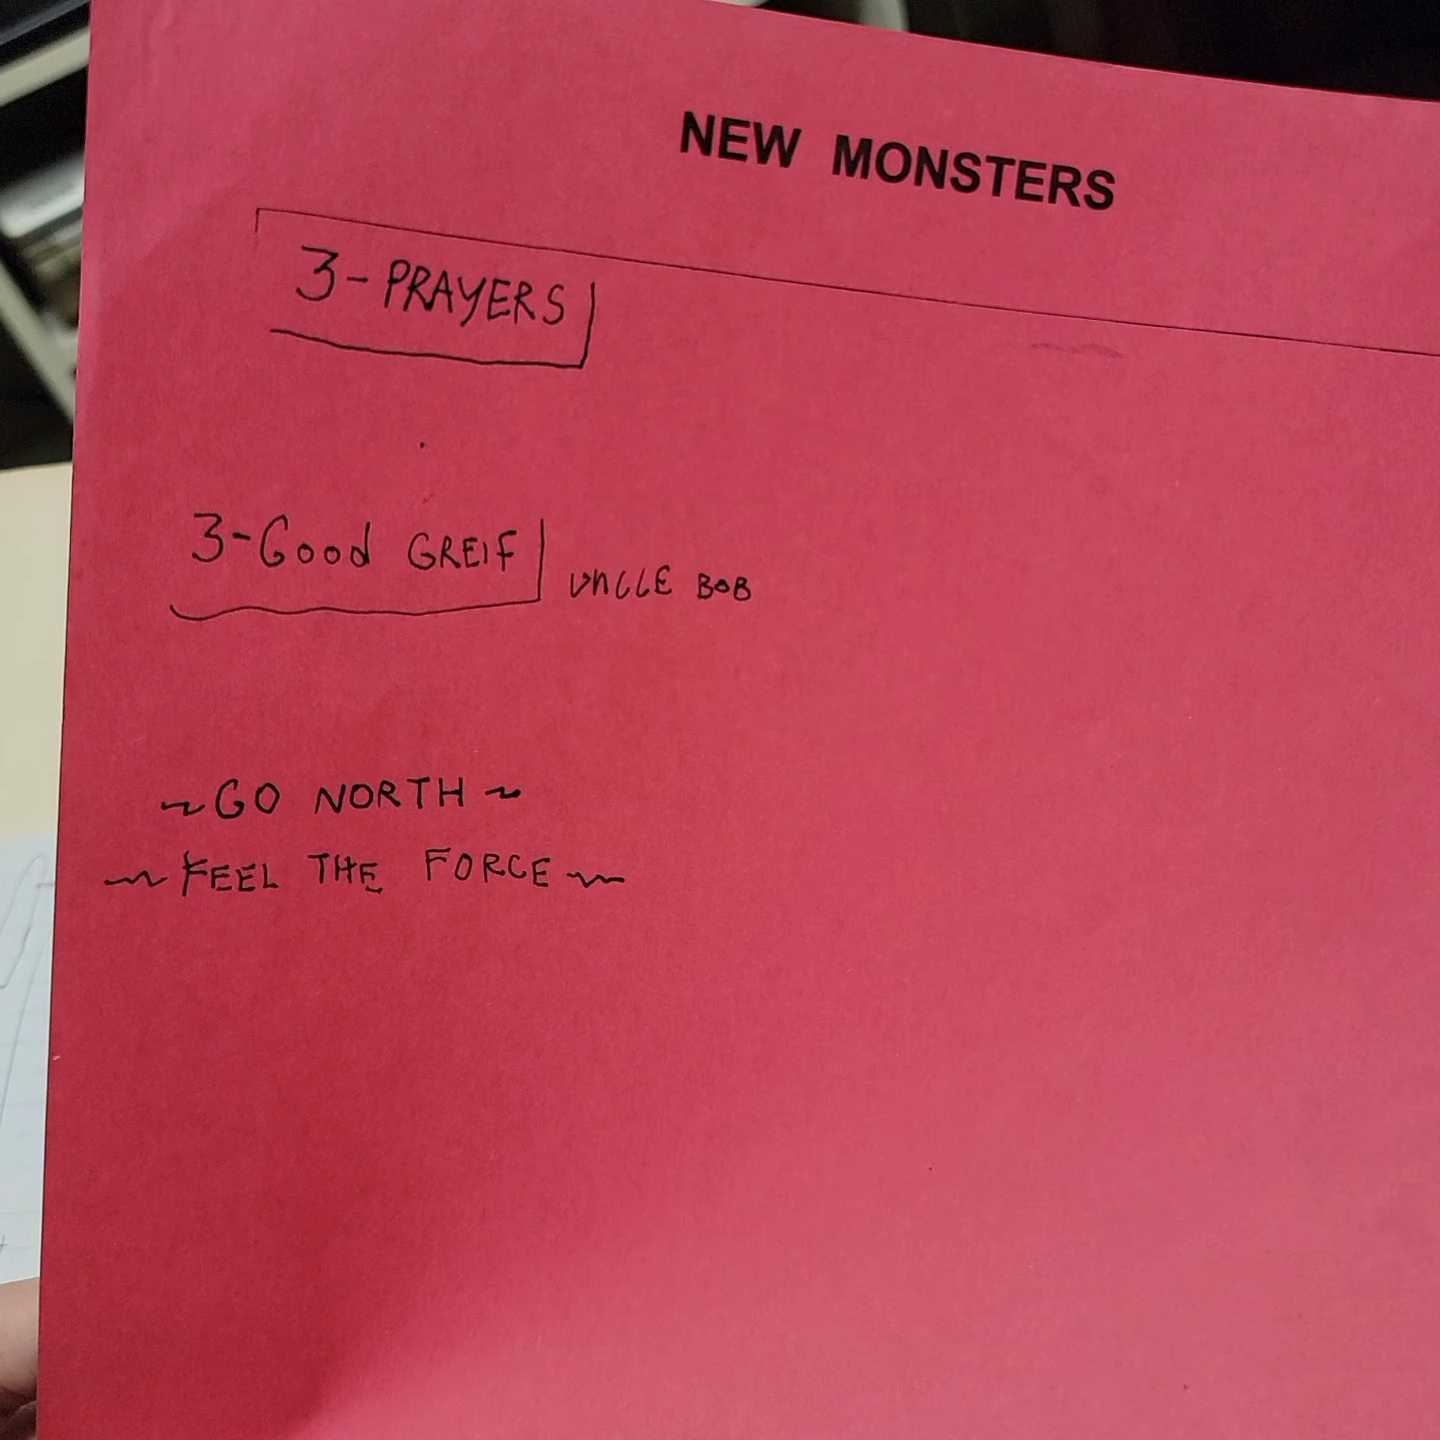 NEW MONSTERS
3-PRAYERS
3-Good GREIF
UNCLE BOB
~GO NORTH~
~FEEL THE FORCE~